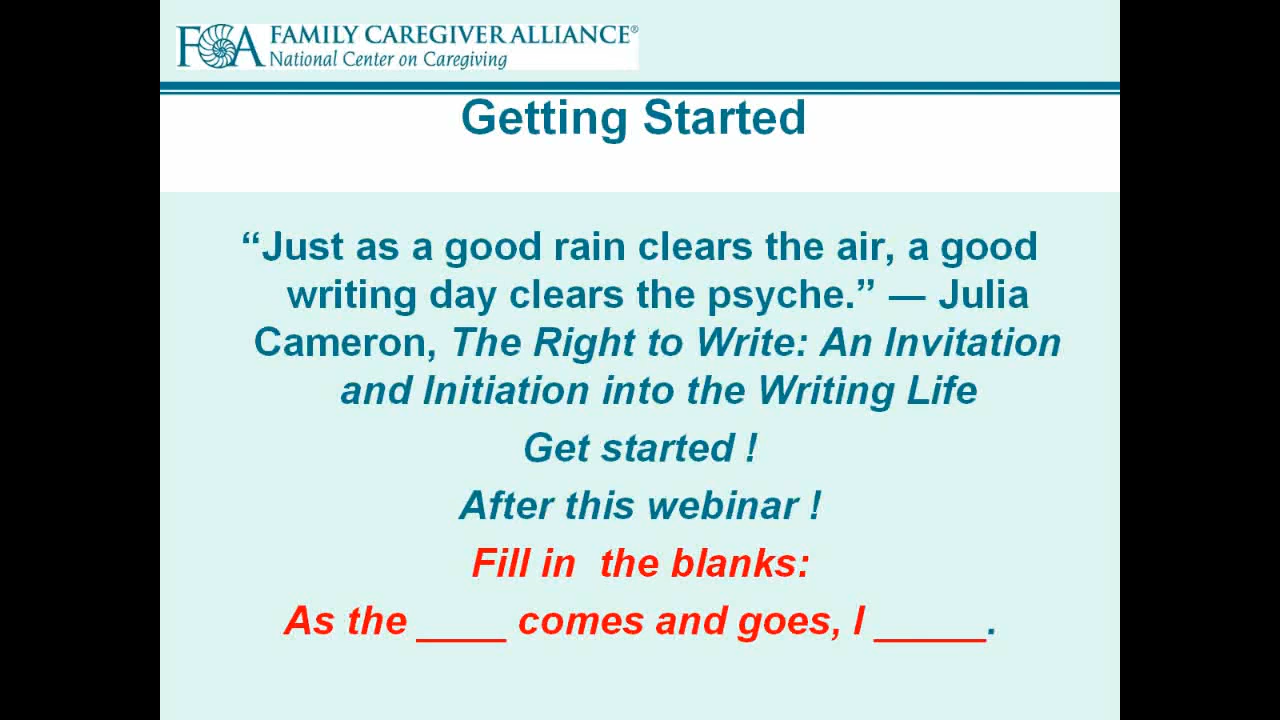 FCA FAMILY CAREGIVER ALLIANCE®
National Center on Caregiving
Getting Started
“Just as a good rain clears the air, a good
writing day clears the psyche.” — Julia
Cameron, The Right to Write: An Invitation
and Initiation into the Writing Life
Get started !
After this webinar !
Fill in  the blanks:
As the ____ comes and goes, I _____.